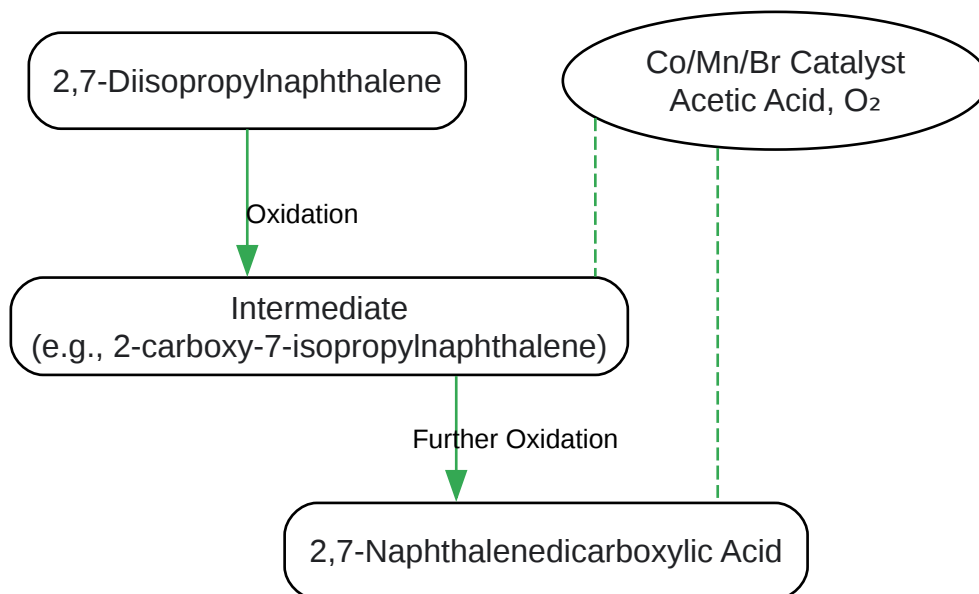 2,7-Diisopropylnaphthalene
Co/Mn/Br Catalyst
Acetic Acid, O₂
Oxidation
Intermediate
(e.g., 2-carboxy-7-isopropylnaphthalene)
Further Oxidation
2,7-Naphthalenedicarboxylic Acid